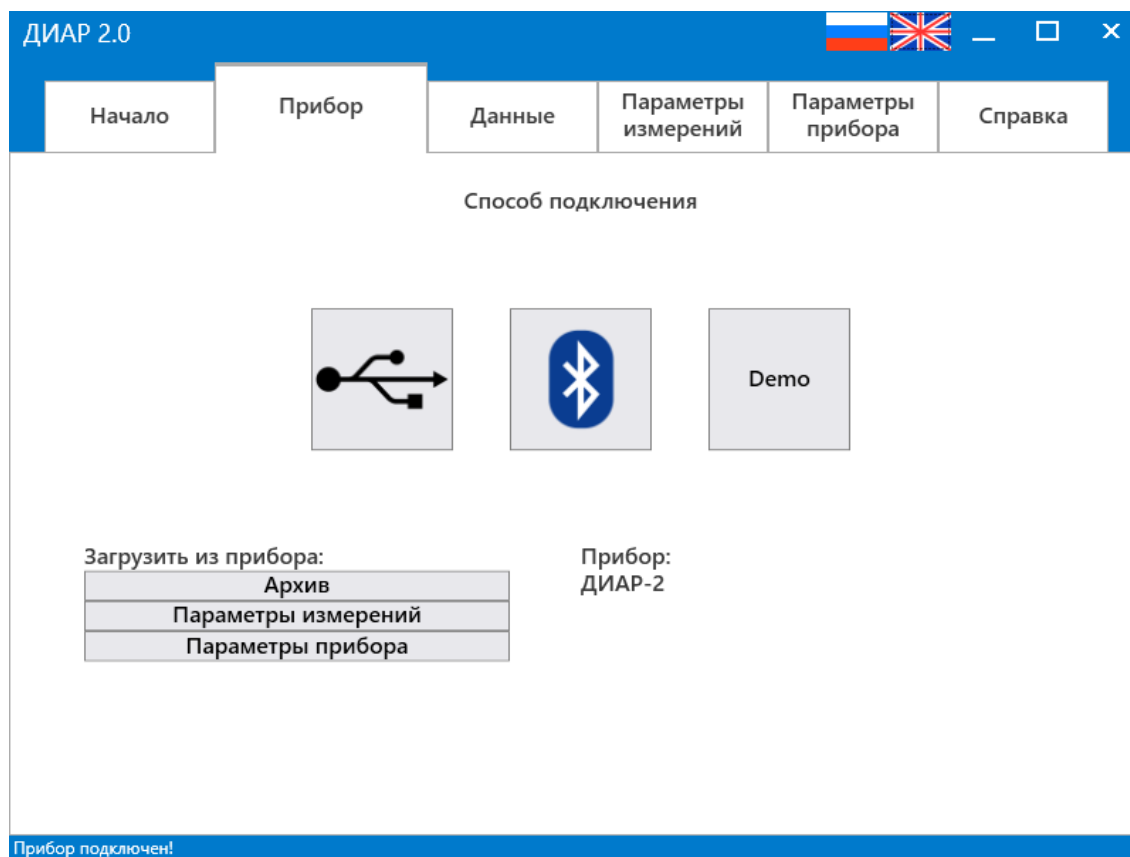 ДИАР 2.0
Начало
Прибор
Данные
Параметры
измерений
Параметры
прибора
Справка
Способ подключения
Demo
Загрузить из прибора:
Архив
Параметры измерений
Параметры прибора
Прибор:
ДИАР-2
Прибор подключен!